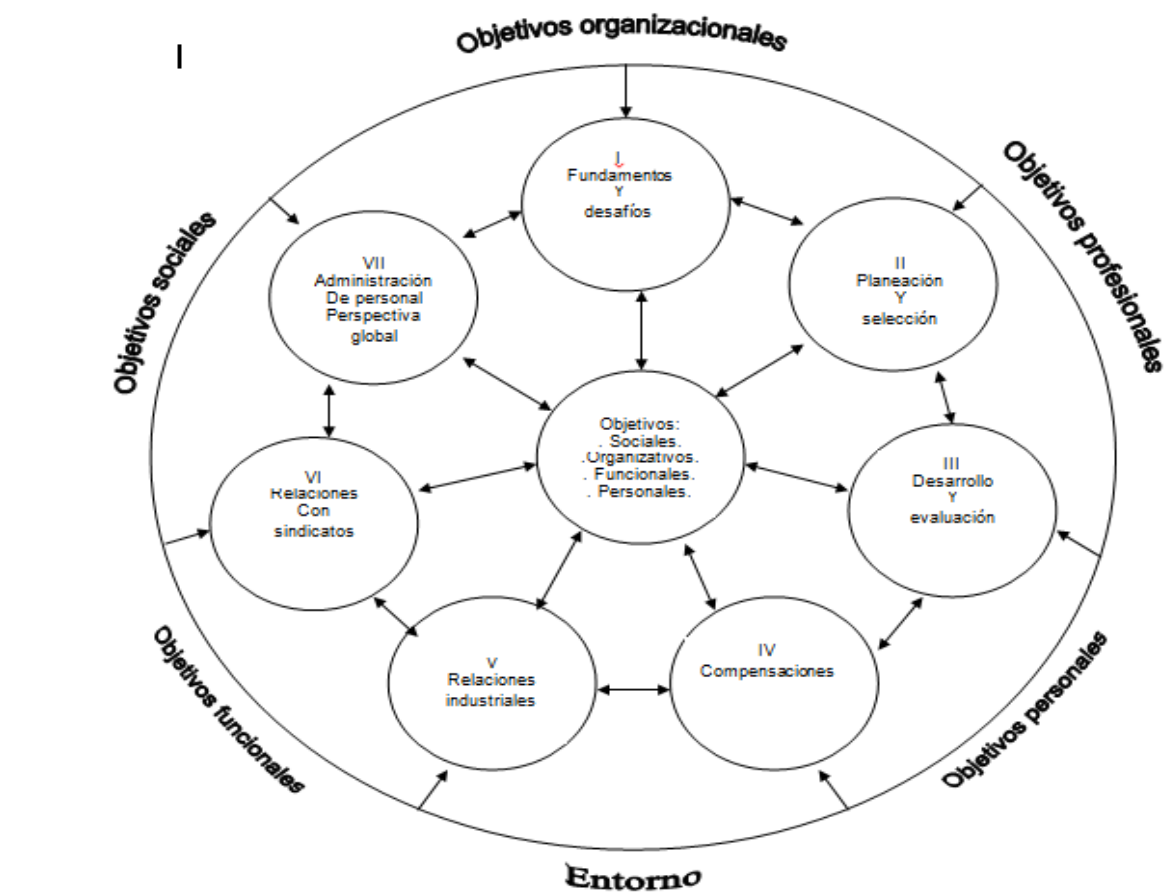 Objetivos organizacionales
I
Objetivos profesionales
Objetivos sociales
I
Fundamentos
Y
desafíos
VII
Administración
De personal
Perspectiva
global
II
Planeación
Y
selección
Objetivos:
. Sociales.
.Organizativos.
. Funcionales.
. Personales.
VI
Relaciones
Con
sindicatos
III
Desarrollo
Y
evaluación
V
Relaciones
industriales
IV
Compensaciones
Objetivos funcionales
Objetivos personales
Entorno